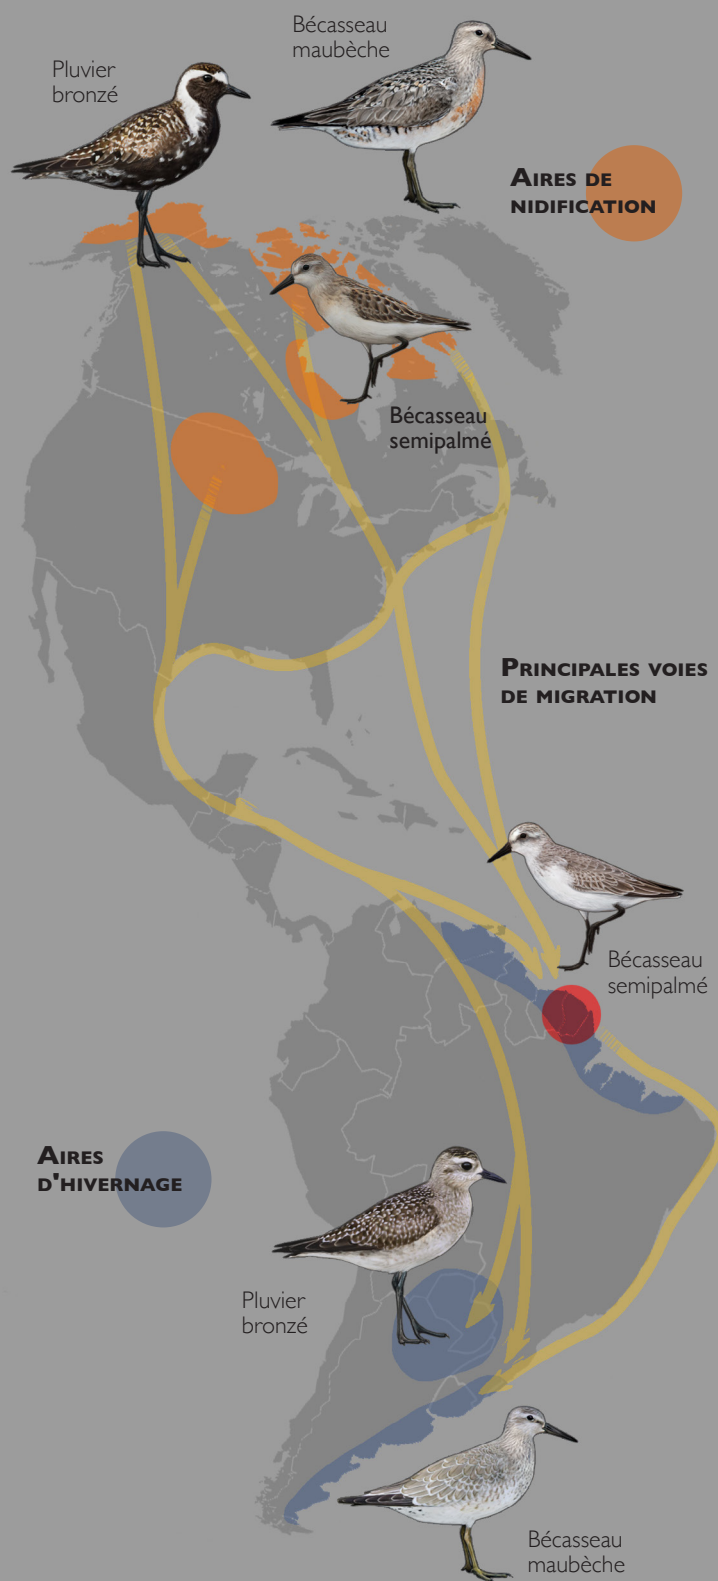 Bécasseau
maubèche
Pluvier
bronzé
AIRES DE
NIDIFICATION
Bécasseau
semipalmé
PRINCIPALES VOIES
DE MIGRATION
Bécasseau
semipalmé
AIRES
D'HIVERNAGE
Pluvier
bronzé
Bécasseau
maubèche